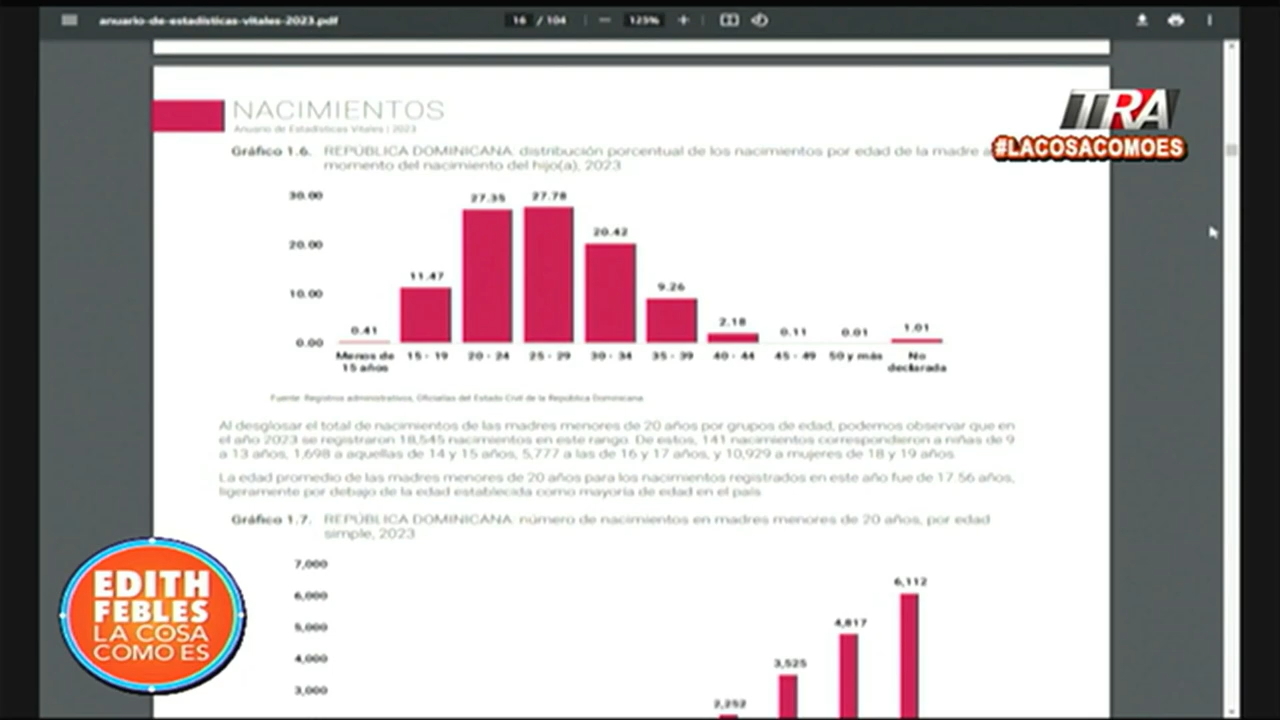 anuario-de-estadisticas-vitales-2023.pdf
16 / 104
125%
TRA
#LACOSACOMOES
NACIMIENTOS
Anuario de Estadísticas Vitales | 2023
Gráfico 1.6. REPÚBLICA DOMINICANA: distribución porcentual de los nacimientos por edad de la madre a
momento del nacimiento del hijo(a), 2023
30.00
20.00
10.00
0.00
0.41
11.47
27.35
27.78
20.42
9.26
2.18
0.11
0.01
1.01
Menos de
15 años
15 - 19
20 - 24
25 - 29
30 - 34
35 - 39
40 - 44
45 - 49
50 y más
No
declarada
Fuente: Registros administrativos, Oficialías del Estado Civil de la República Dominicana.
Al desglosar el total de nacimientos de las madres menores de 20 años por grupos de edad, podemos observar que en
el año 2023 se registraron 18,545 nacimientos en este rango. De estos, 141 nacimientos correspondieron a niñas de 9
a 13 años, 1,698 a aquellas de 14 y 15 años, 5,777 a las de 16 y 17 años, y 10,929 a mujeres de 18 y 19 años
La edad promedio de las madres menores de 20 años para los nacimientos registrados en este año fue de 17.56 años,
ligeramente por debajo de la edad establecida como mayoría de edad en el país
Gráfico 1.7. REPÚBLICA DOMINICANA: número de nacimientos en madres menores de 20 años, por edad
simple, 2023
7,000
6,000
5,000
4,000
3,000
2,252
3,525
4,817
6,112
EDITH
FEBLES
LA COSA
COMO ES